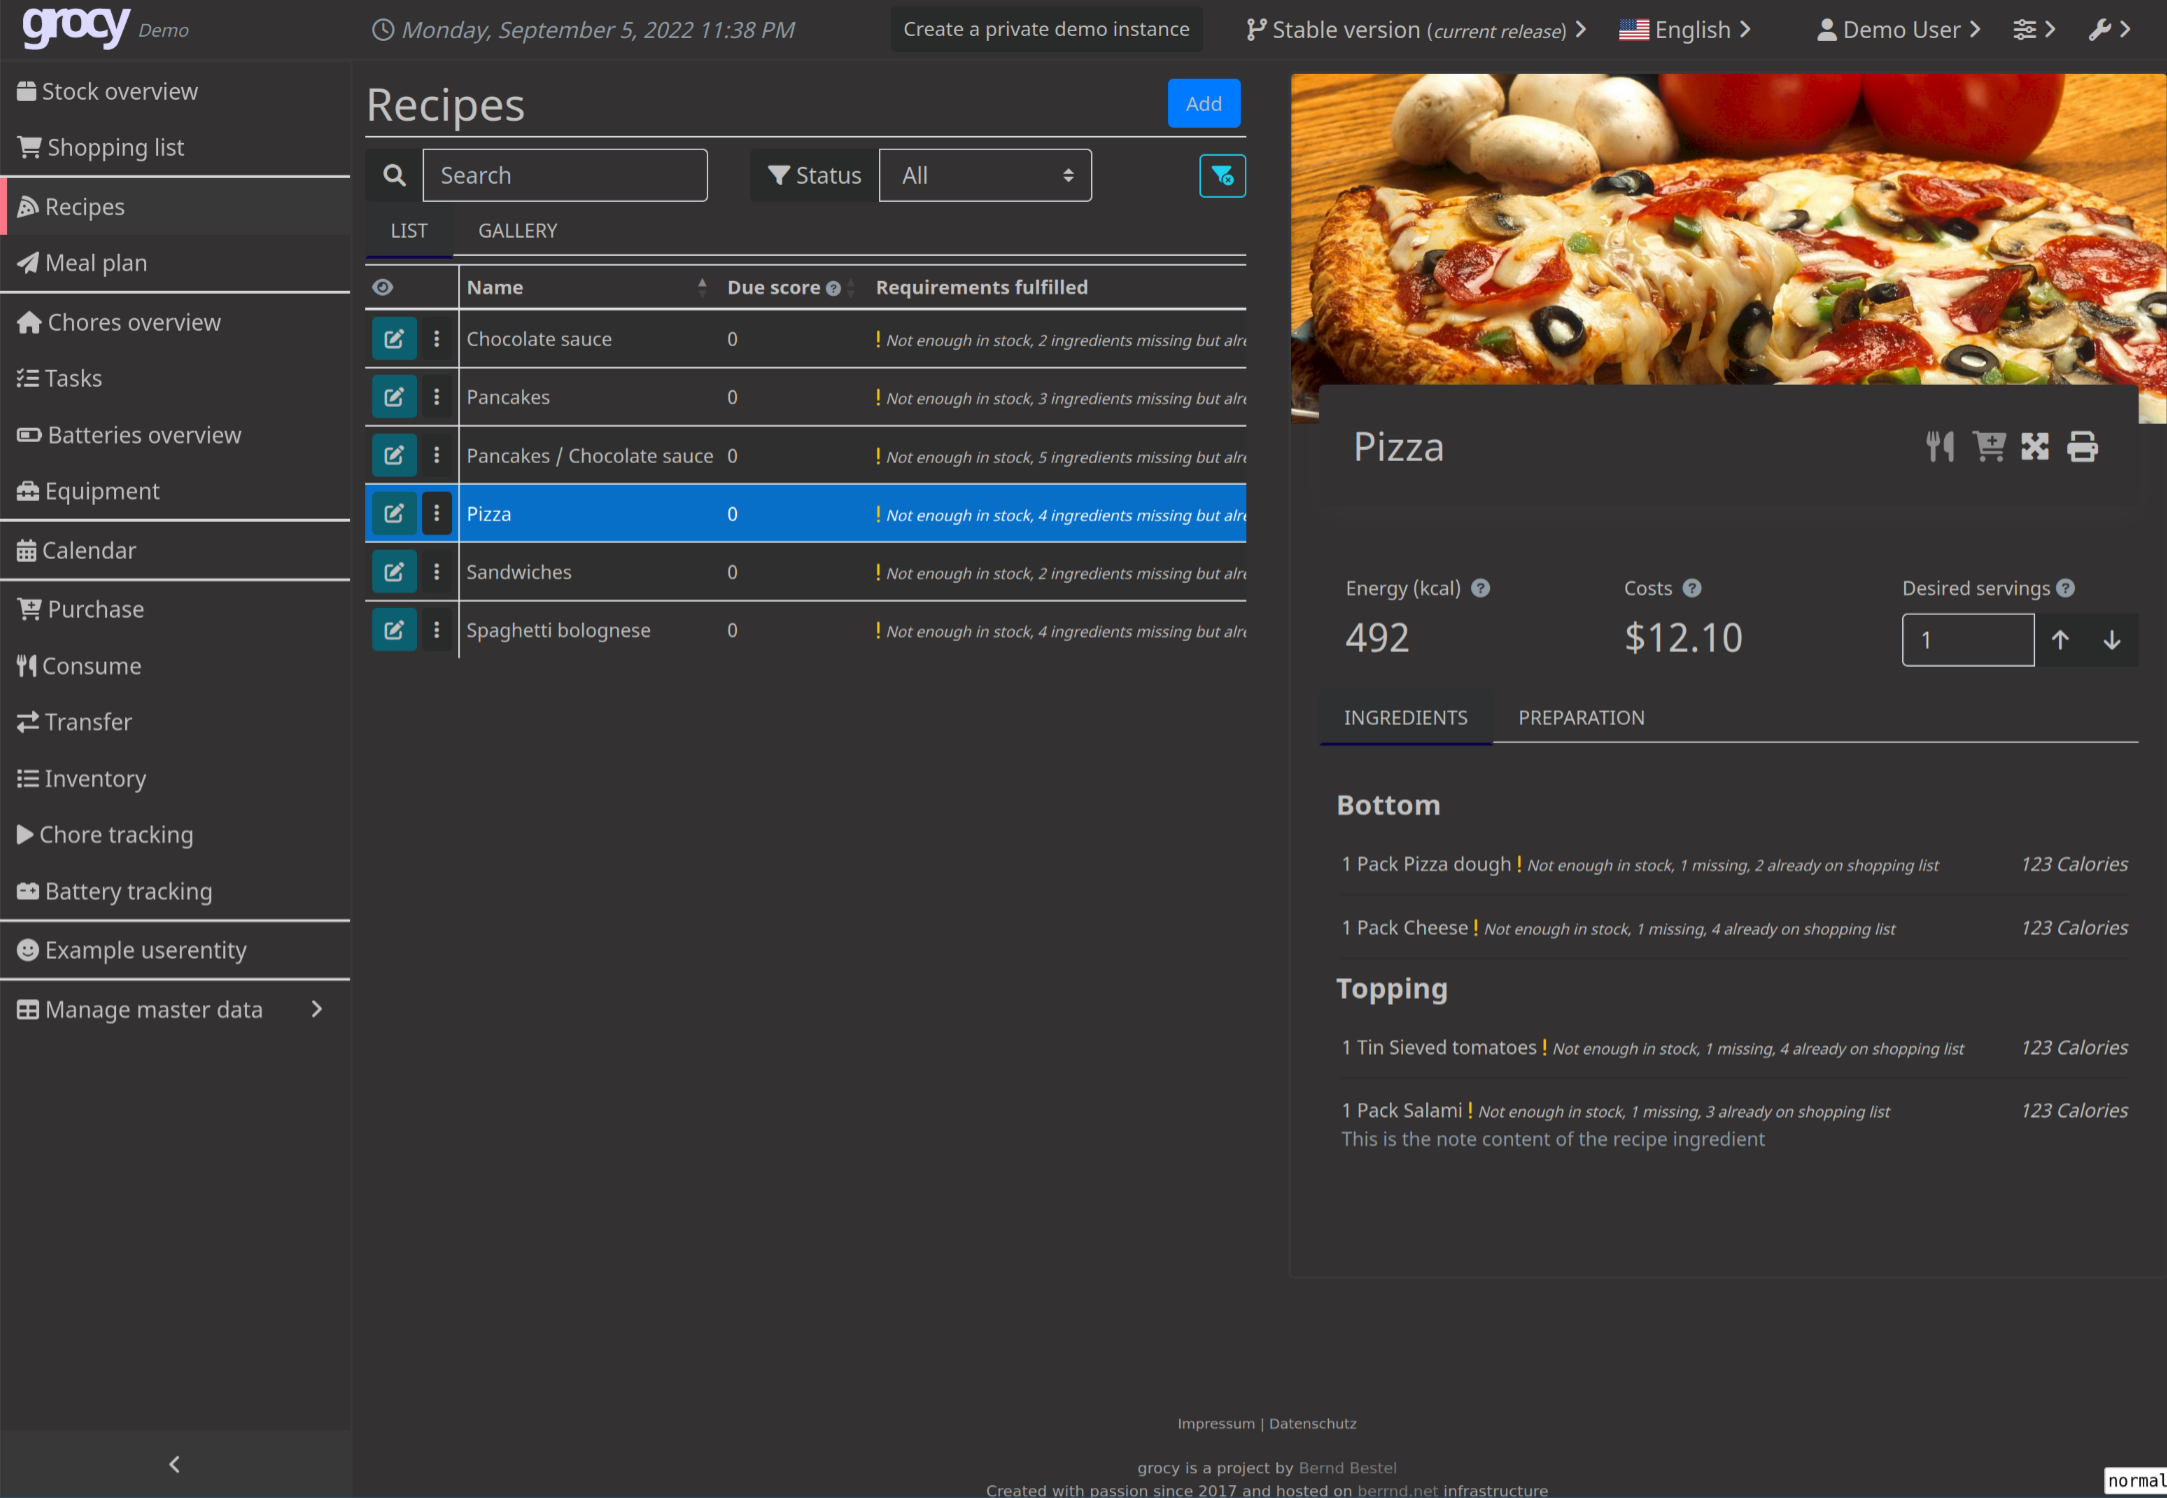 grocy Demo
Monday, September 5, 2022 11:38 PM
Create a private demo instance
Stable version (current release)
English
Demo User
Stock overview
Shopping list
Recipes
Meal plan
Chores overview
Tasks
Batteries overview
Equipment
Calendar
Purchase
Consume
Transfer
Inventory
Chore tracking
Battery tracking
Example userentity
Manage master data
Recipes
Add
Search
Status
All
LIST GALLERY
Name Due score Requirements fulfilled
Chocolate sauce 0 ! Not enough in stock, 2 ingredients missing but alre
Pancakes 0 ! Not enough in stock, 3 ingredients missing but alre
Pancakes / Chocolate sauce 0 ! Not enough in stock, 5 ingredients missing but alre
Pizza 0 ! Not enough in stock, 4 ingredients missing but alre
Sandwiches 0 ! Not enough in stock, 2 ingredients missing but alre
Spaghetti bolognese 0 ! Not enough in stock, 4 ingredients missing but alre
Pizza
Energy (kcal) Costs Desired servings
492 $12.10 1
INGREDIENTS PREPARATION
Bottom
1 Pack Pizza dough ! Not enough in stock, 1 missing, 2 already on shopping list 123 Calories
1 Pack Cheese ! Not enough in stock, 1 missing, 4 already on shopping list 123 Calories
Topping
1 Tin Sieved tomatoes ! Not enough in stock, 1 missing, 4 already on shopping list 123 Calories
1 Pack Salami ! Not enough in stock, 1 missing, 3 already on shopping list 123 Calories
This is the note content of the recipe ingredient
Impressum | Datenschutz
grocy is a project by Bernd Bestel
Created with passion since 2017 and hosted on berrnd.net infrastructure
normal